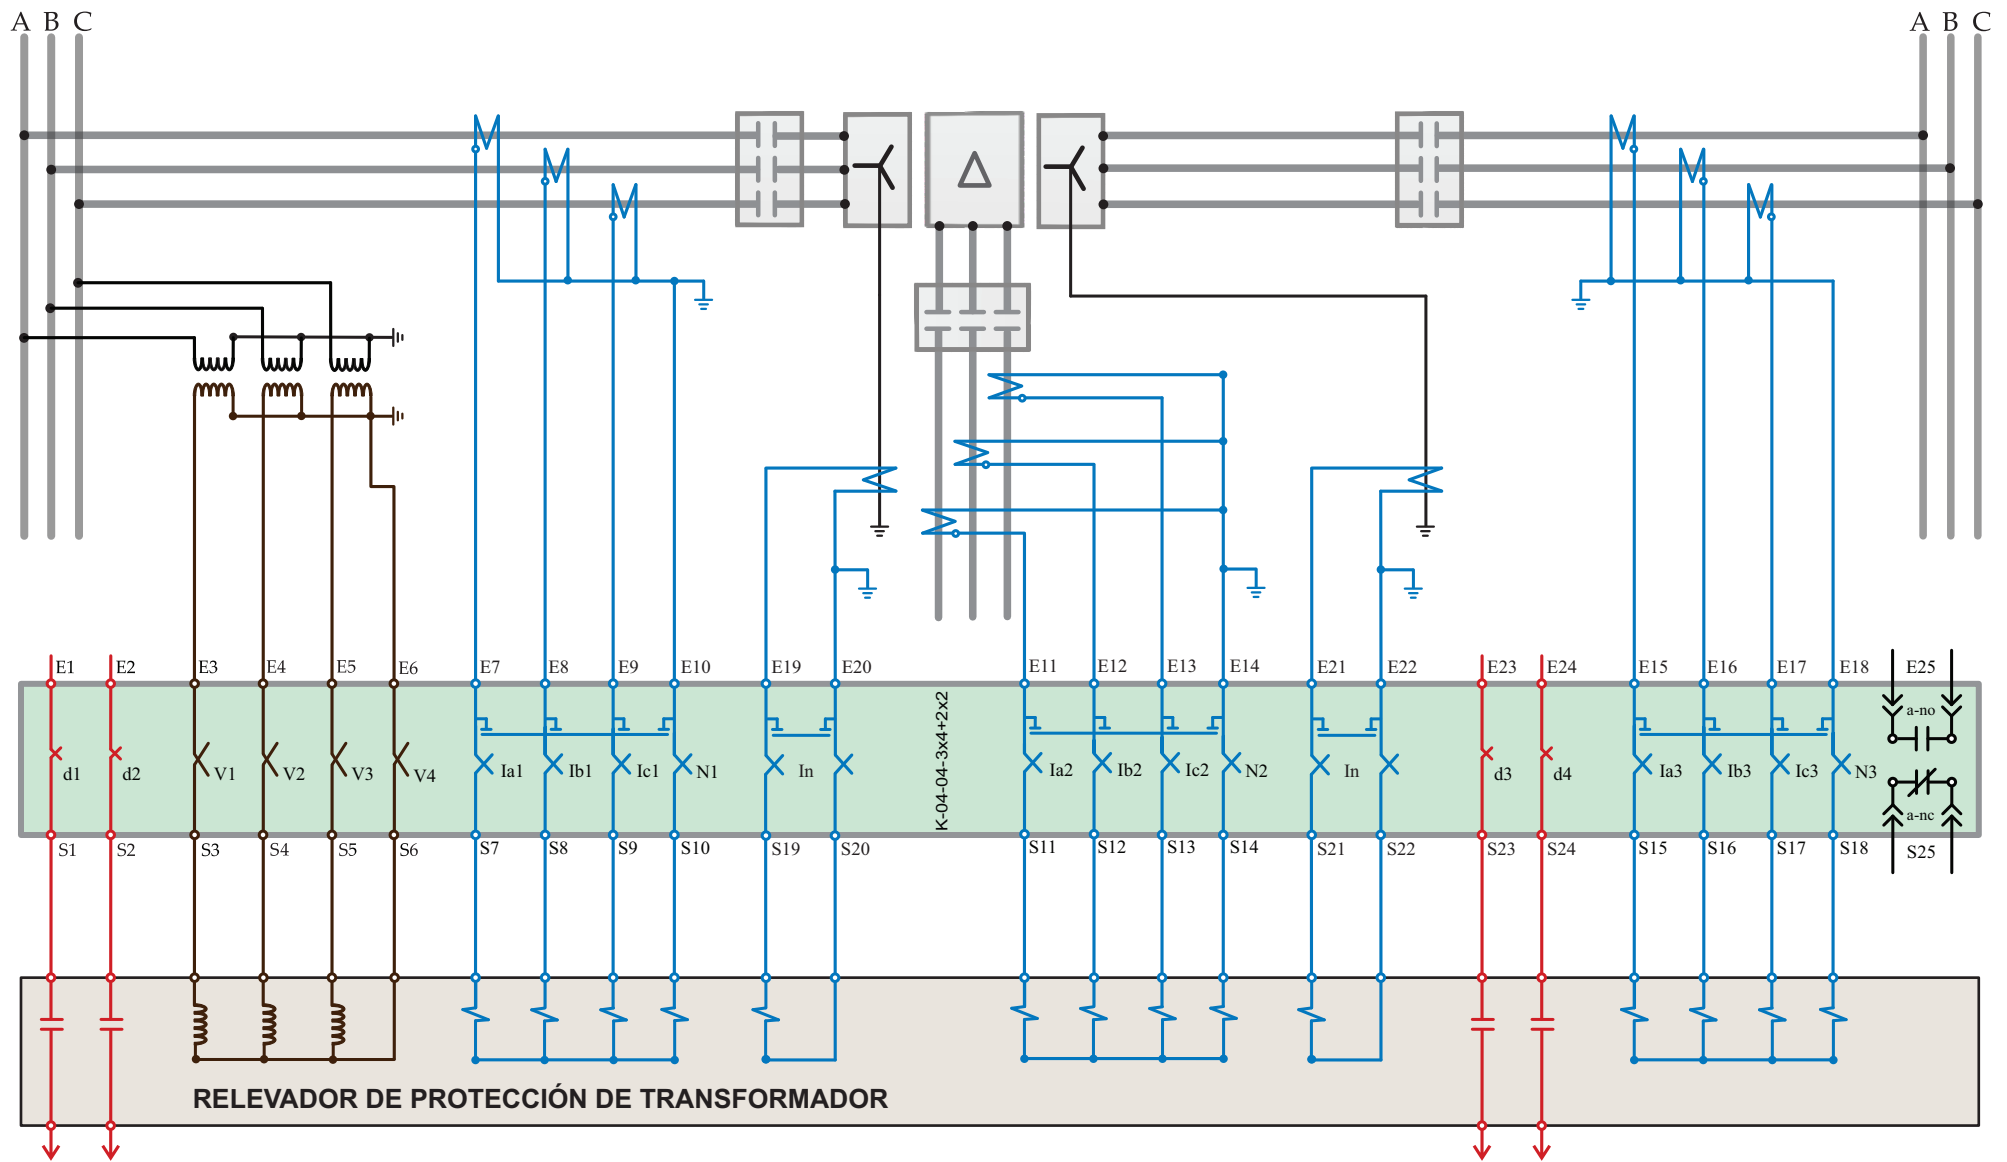 A B C
A B C
E1 E2 E3 E4 E5 E6 E7 E8 E9 E10 E19 E20 E11 E12 E13 E14 E21 E22 E23 E24 E15 E16 E17 E18 E25
a-no
d1 d2 V1 V2 V3 V4 Ia1 Ib1 Ic1 N1 In Ia2 Ib2 Ic2 N2 In d3 d4 Ia3 Ib3 Ic3 N3
K-04-04-3x4+2x2
a-nc
S1 S2 S3 S4 S5 S6 S7 S8 S9 S10 S19 S20 S11 S12 S13 S14 S21 S22 S23 S24 S15 S16 S17 S18 S25
RELEVADOR DE PROTECCIÓN DE TRANSFORMADOR